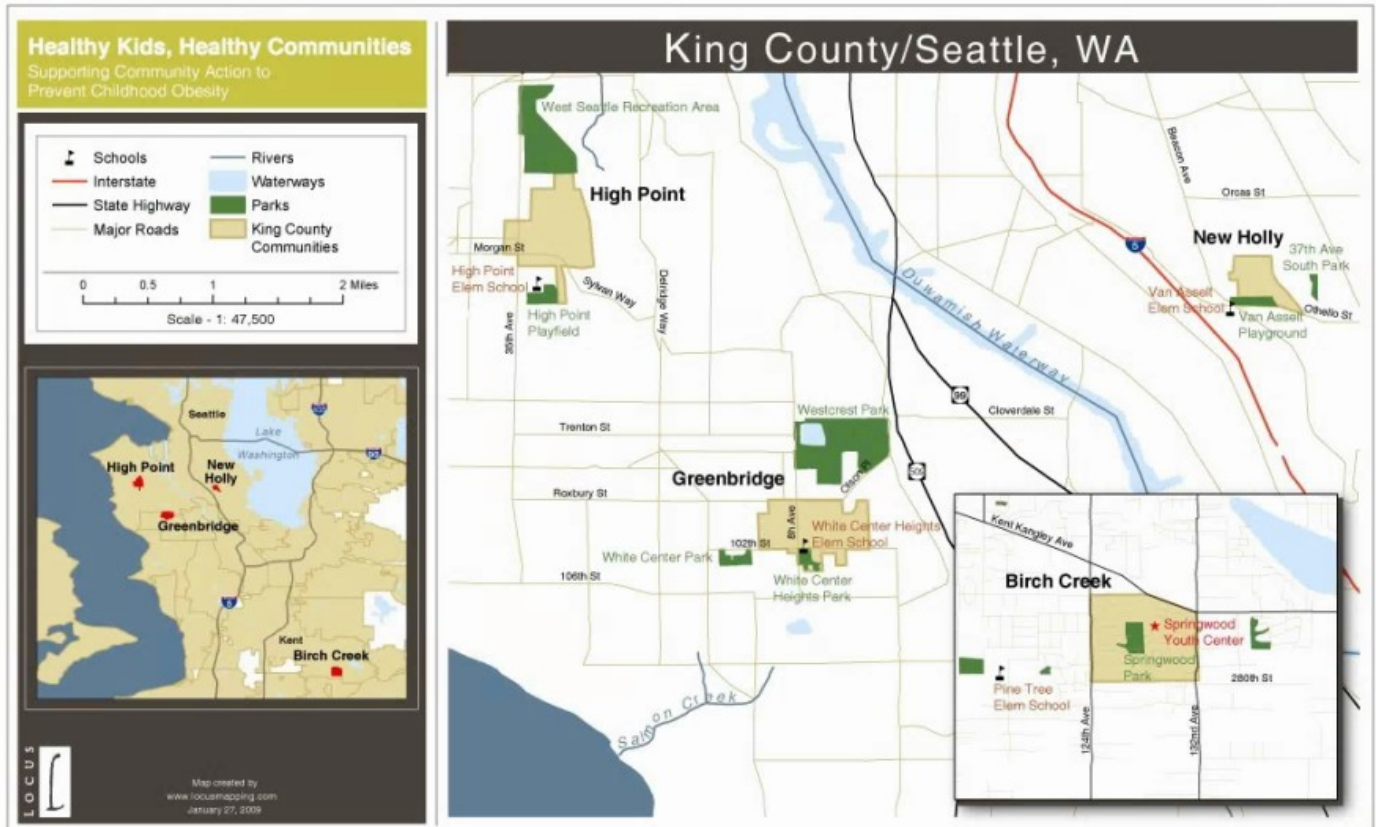 Healthy Kids, Healthy Communities
Supporting Community Action to
Prevent Childhood Obesity
Schools
Interstate
State Highway
Major Roads
Rivers
Waterways
Parks
King County
Communities
0 0.5 1 2 Miles
Scale - 1: 47,500
Seattle
Lake
Washington
High Point
New
Holly
Greenbridge
5
Kent
Birch Creek
LOCUS
Map created by
www.locusmapping.com
January 27, 2009
King County/Seattle, WA
West Seattle Recreation Area
High Point
Morgan St
High Point
Elem School
Sylvan Way
Delridge Way
High Point
Playfield
35th Ave
Beacon Ave
Orcas St
New Holly
5
37th Ave
South Park
Van Asselt
Elem School
Othello St
Van Asselt
Playground
Duwamish Waterway
99
Cloverdale St
Westcrest Park
Trenton St
Greenbridge
509
Olson Pl
Roxbury St
8th Ave
White Center Heights
Elem School
102th St
White Center Park
106th St
White Center
Heights Park
Salmon Creek
Kent Kangley Ave
Birch Creek
Springwood
Youth Center
Springwood
Park
280th St
Pine Tree
Elem School
124th Ave
132nd Ave